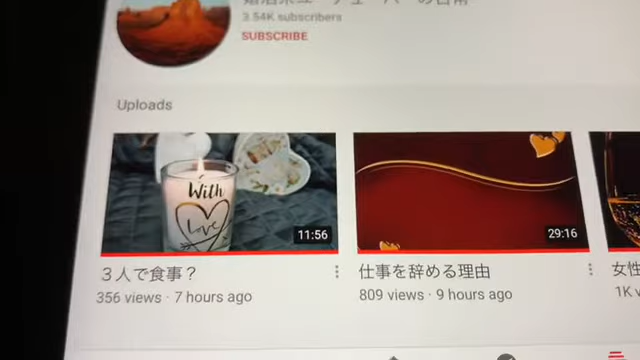 3.54K subscribers
SUBSCRIBE
Uploads
With
Love
11:56
29:16
３人で食事？
356 views · 7 hours ago
仕事を辞める理由
809 views · 9 hours ago
女性
1K